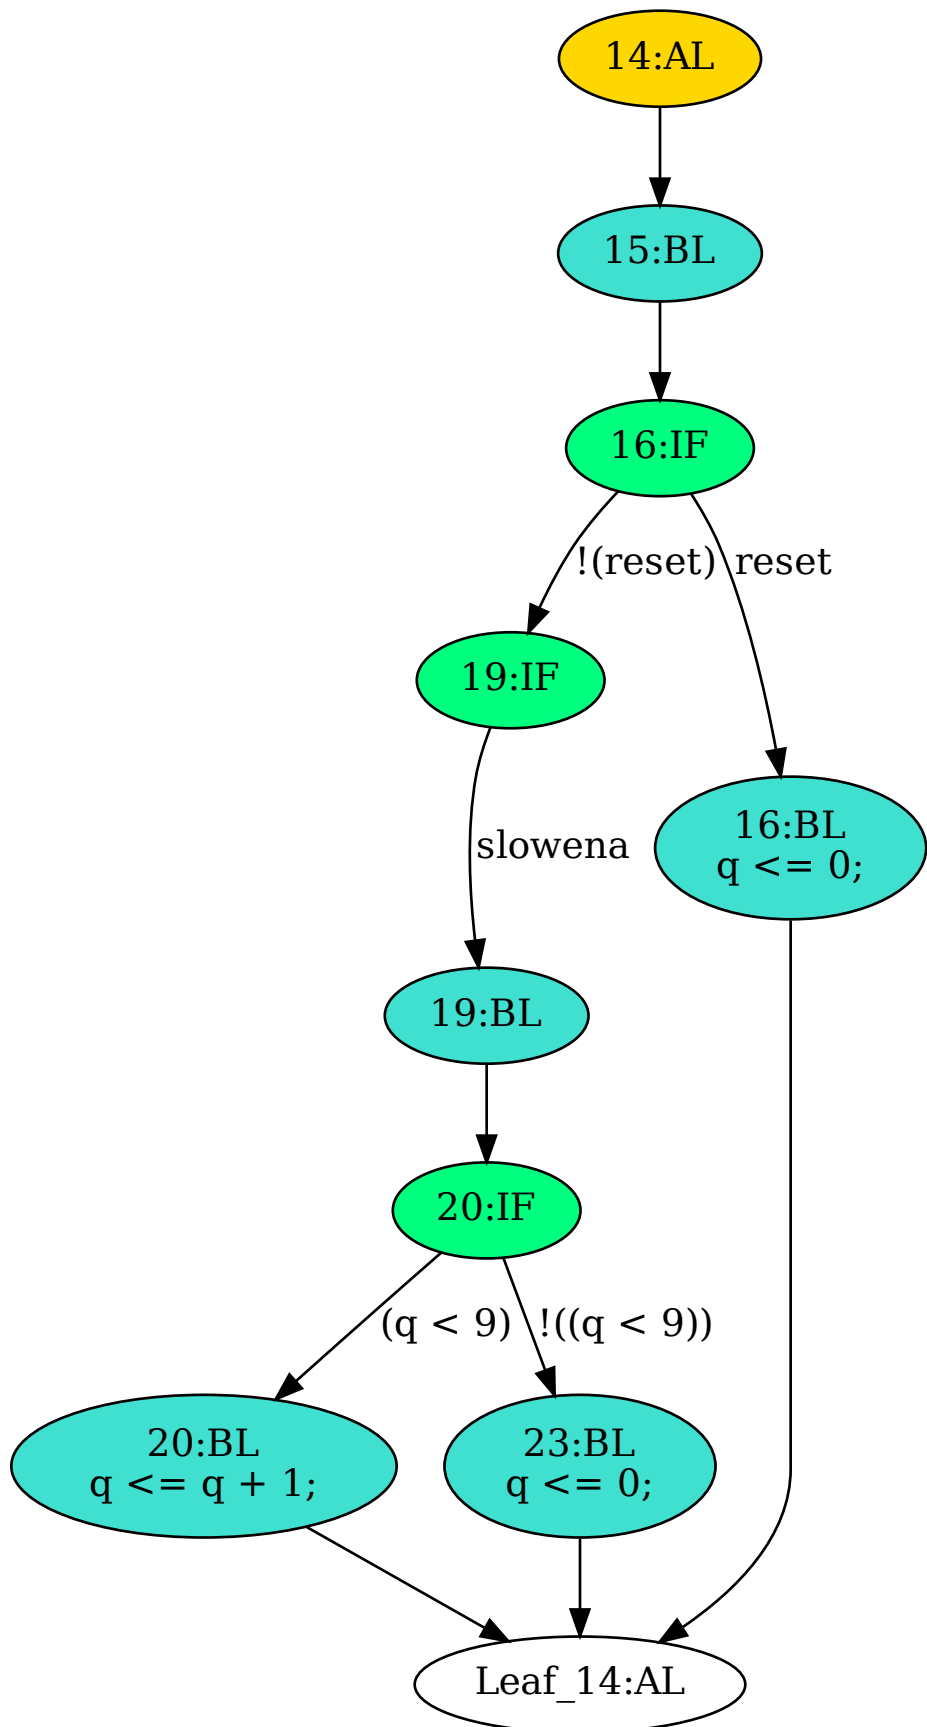 14:AL
15:BL
16:IF
!(reset)
reset
19:IF
slowena
16:BL
q <= 0;
19:BL
20:IF
(q < 9)
!((q < 9))
20:BL
q <= q + 1;
23:BL
q <= 0;
Leaf_14:AL